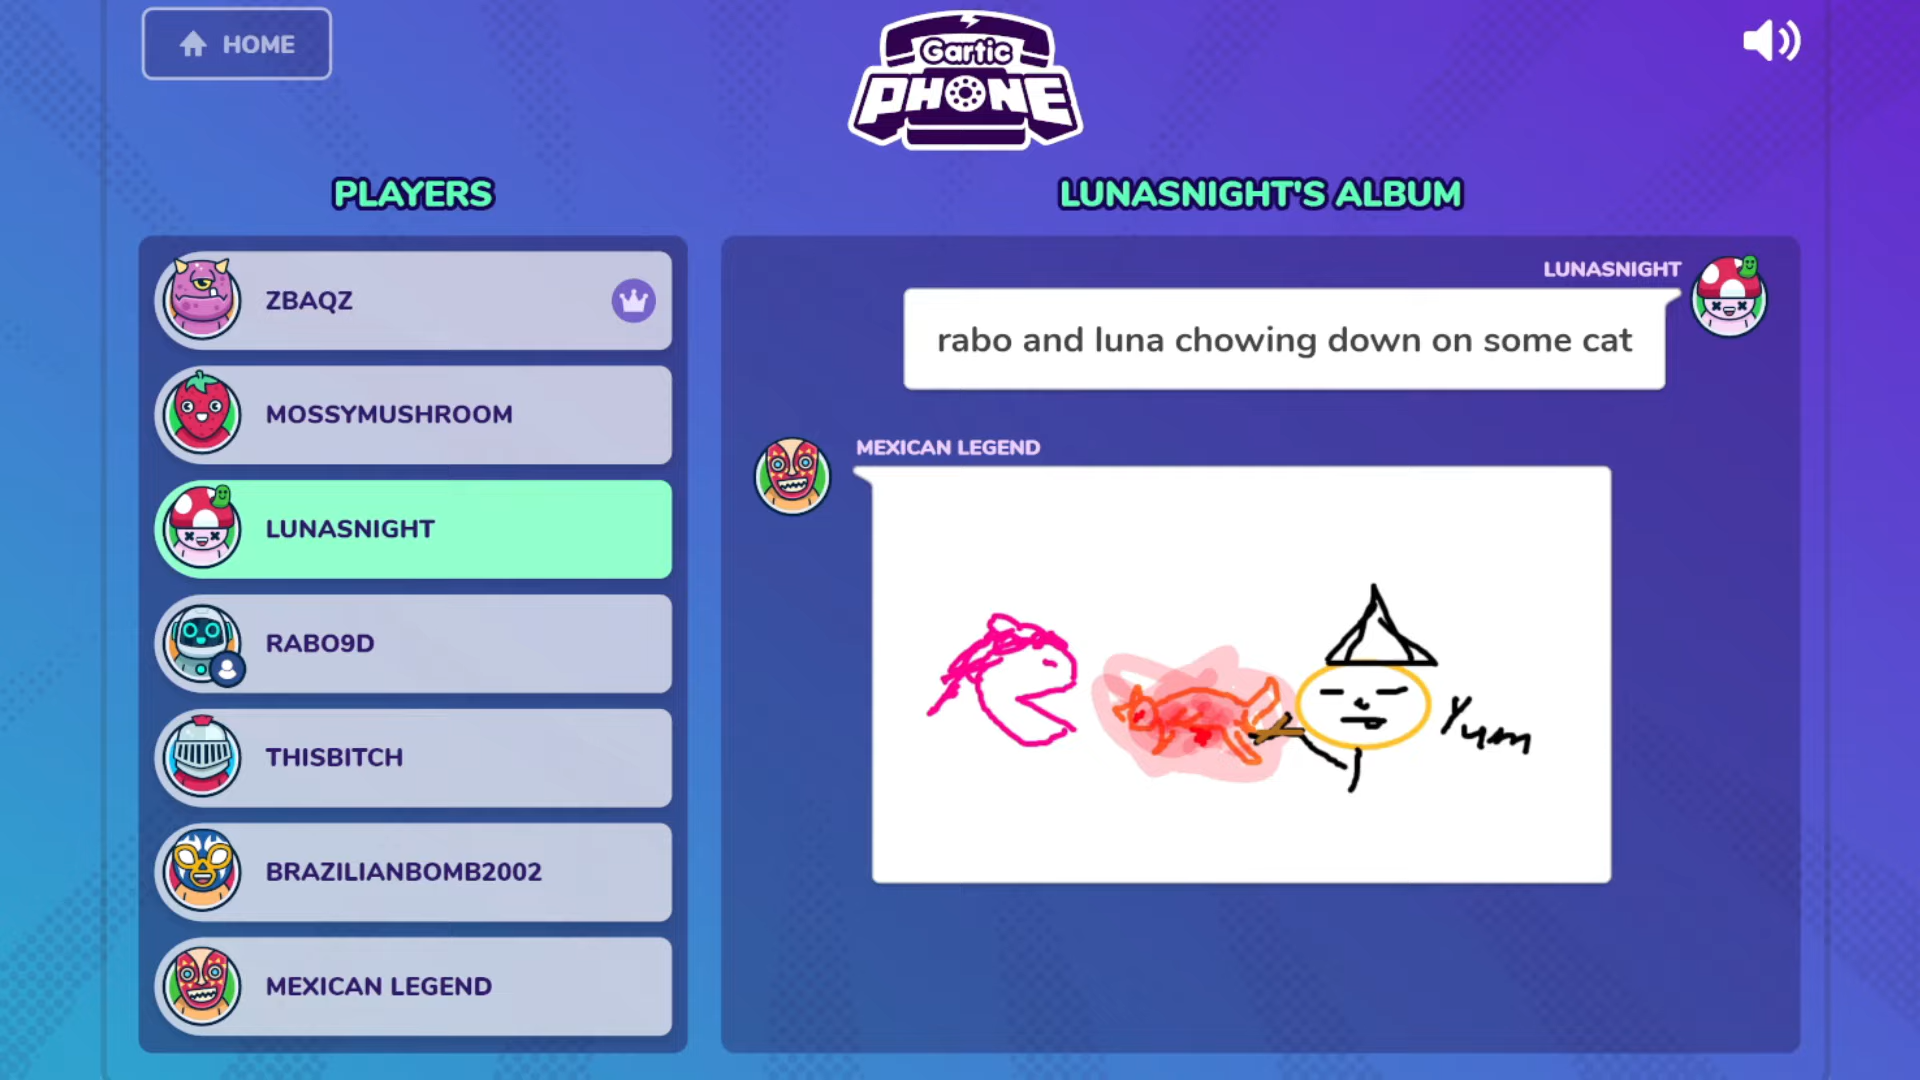 HOME
Gartic
PHONE
PLAYERS
ZBAQZ
MOSSYMUSHROOM
LUNASNIGHT
RABO9D
THISBITCH
BRAZILIANBOMB2002
MEXICAN LEGEND
LUNASNIGHT'S ALBUM
LUNASNIGHT
rabo and luna chowing down on some cat
MEXICAN LEGEND
Yum